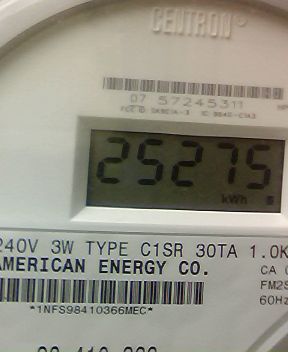 CENTRON®
07 57245311
25275
kWh
240V 3W TYPE C1SR 30TA 1.0K
AMERICAN ENERGY CO.
CA
FM2S
60Hz
*1NFS98410366MEC*